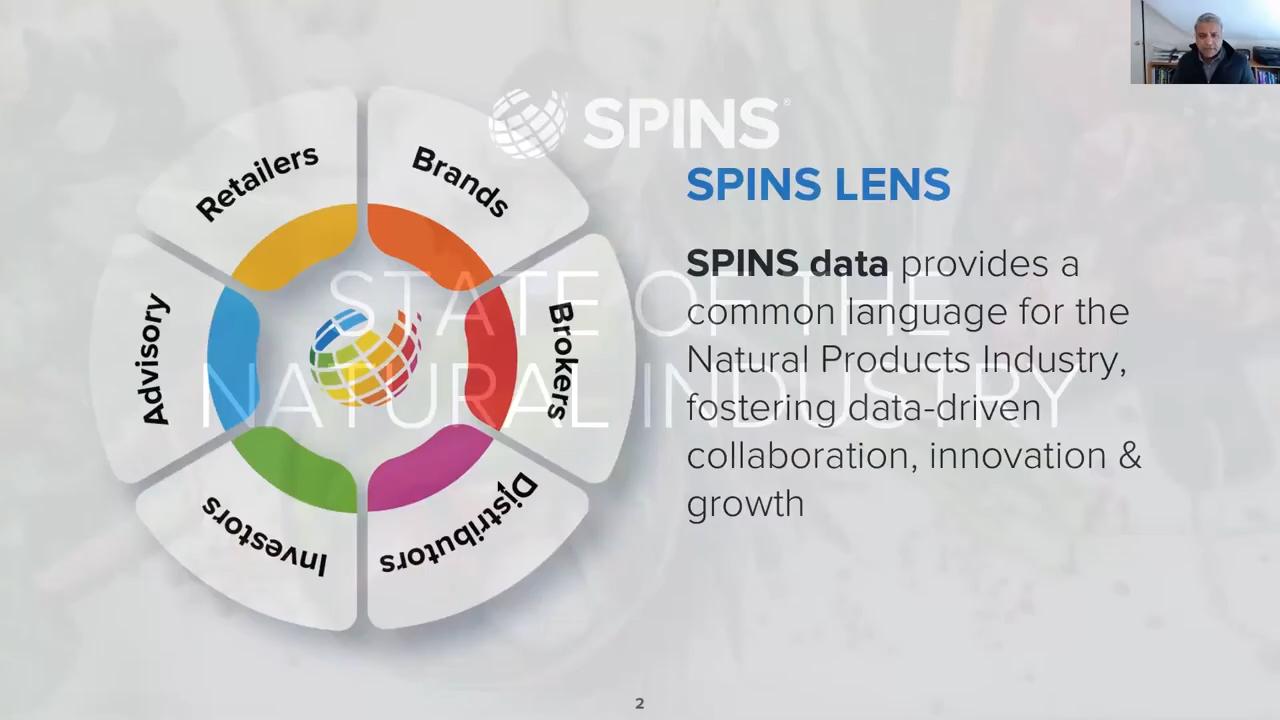 SPINS®
SPINS LENS
SPINS data provides a
common language for the
Natural Products Industry,
fostering data-driven
collaboration, innovation &
growth
STATE OF THE
NATURAL INDUSTRY
Retailers
Brands
Brokers
Distributors
Investors
Advisory
2